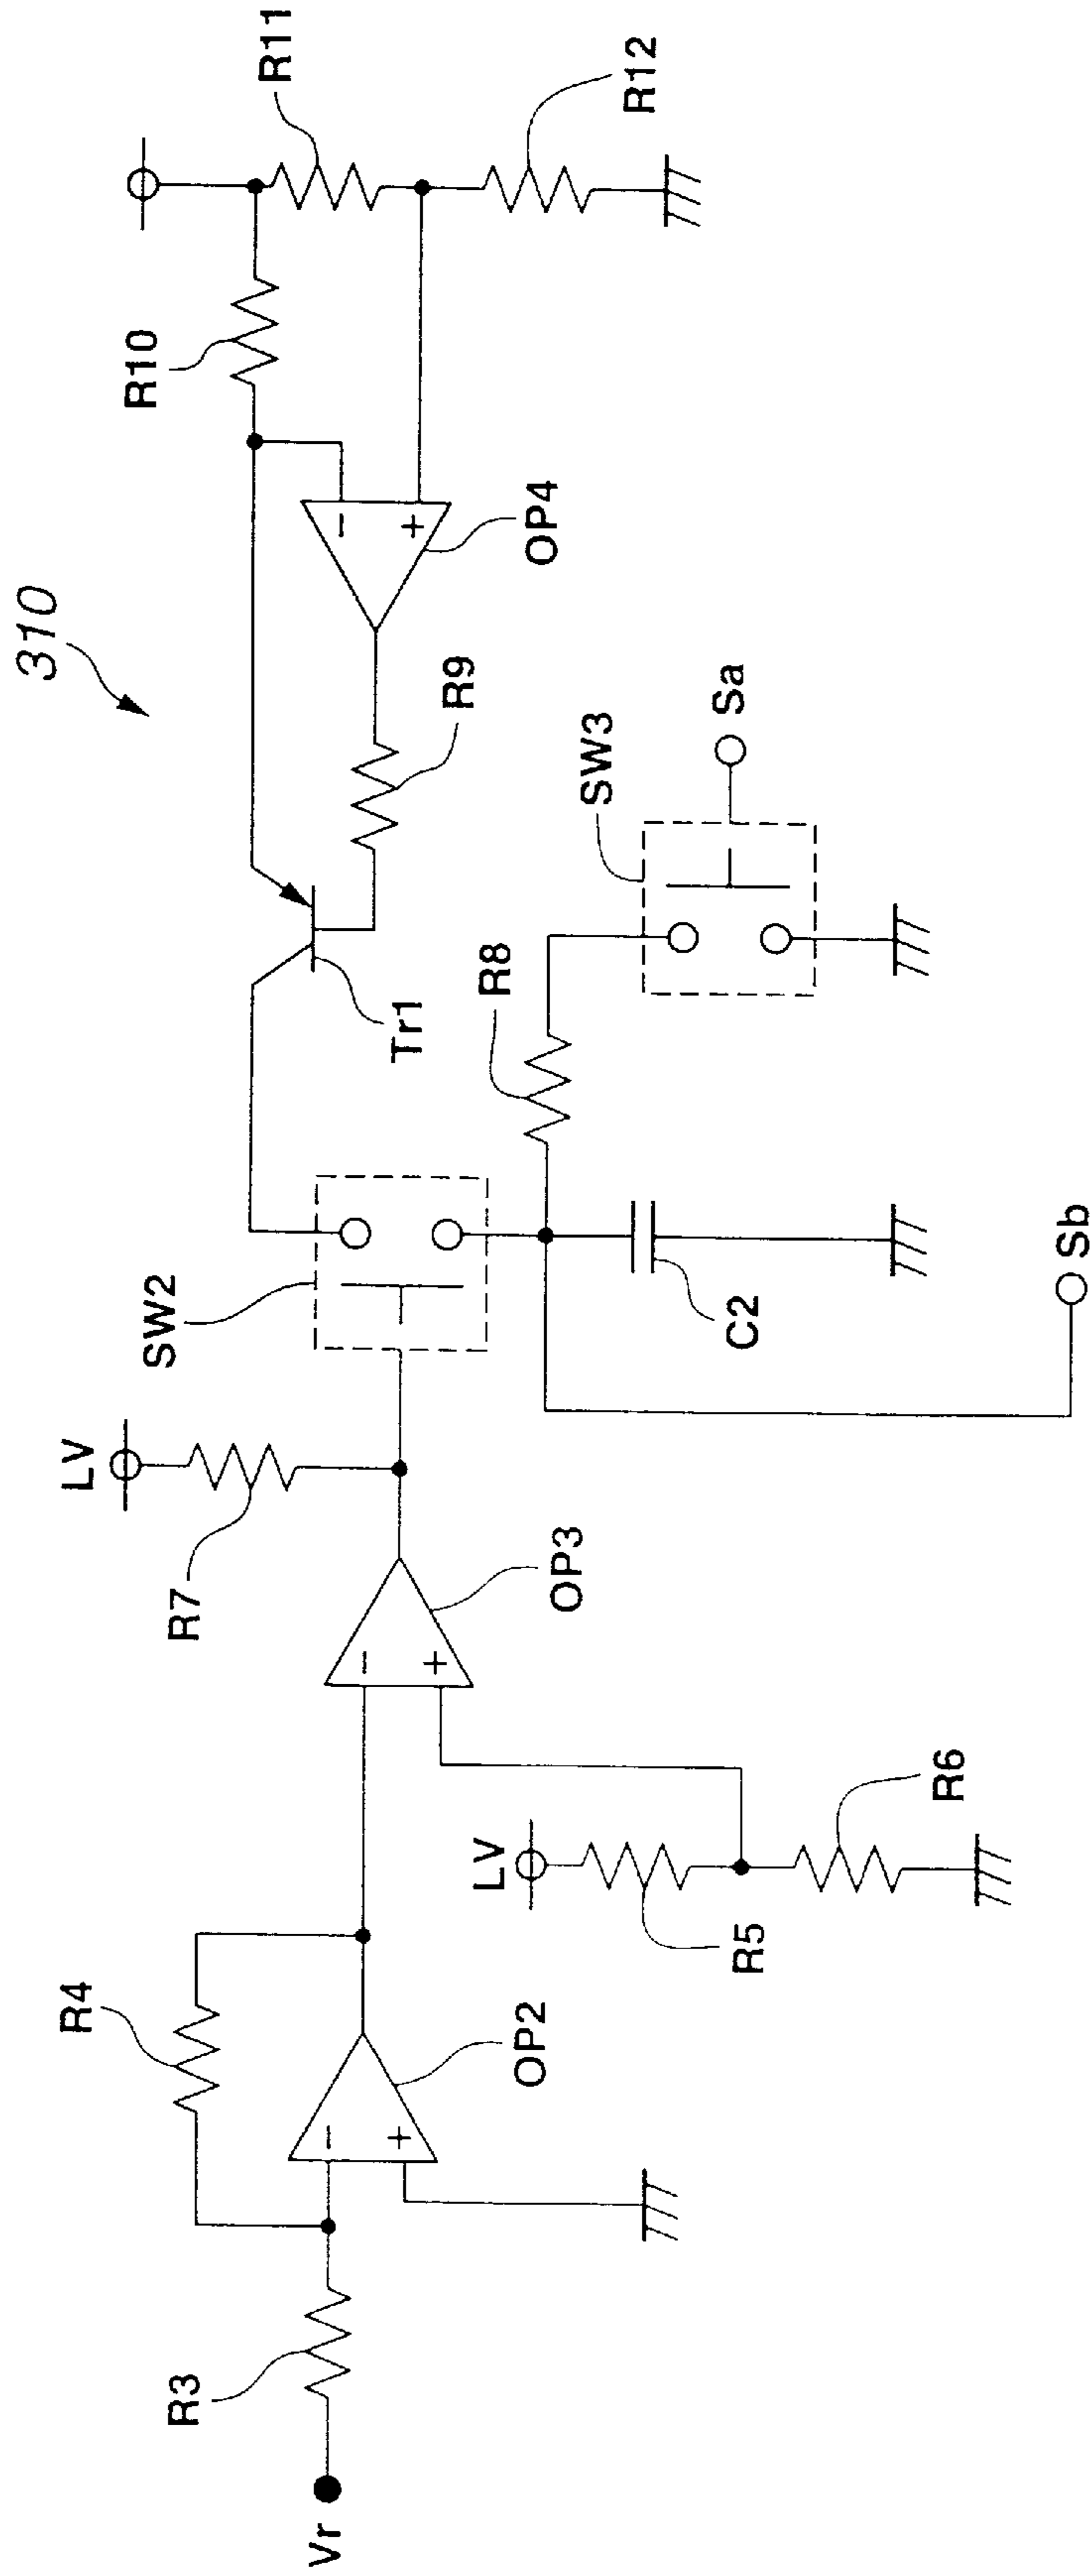 310
R11
R10
R12
OP4
R9
Tr1
SW3
Sa
R8
SW2
C2
Sb
LV
R7
OP3
−
+
−
+
LV
R5
R6
R4
OP2
−
+
R3
Vr